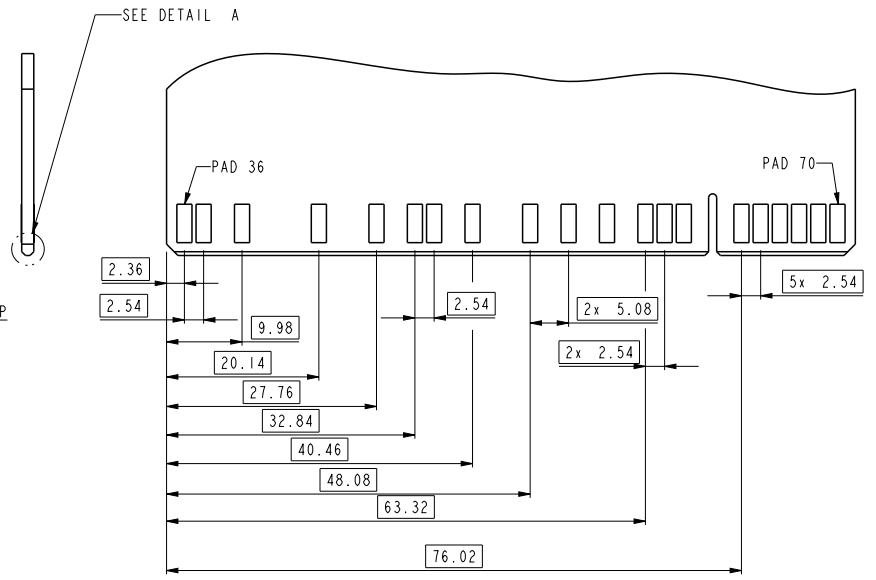 SEE DETAIL A
PAD 36
PAD 70
2.36
5x 2.54
2.54
2.54
2x 5.08
P
9.98
2x 2.54
20.14
27.76
32.84
40.46
48.08
63.32
76.02